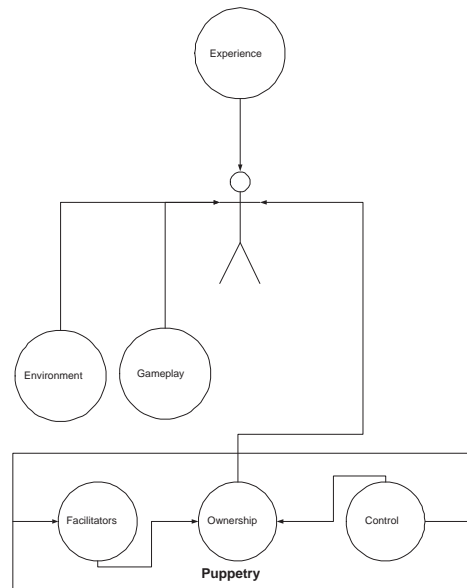 Experience
Environment
Gameplay
Facilitators
Ownership
Control
Puppetry